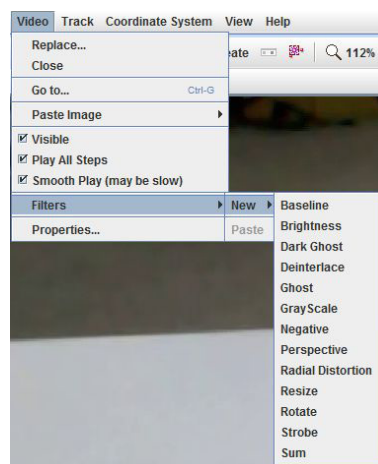 Video Track Coordinate System View Help
Replace...
eate 112%
Close
Go to... Ctrl-G
Paste Image
Visible
Play All Steps
Smooth Play (may be slow)
Filters New Baseline
Properties... Paste Brightness
Dark Ghost
Deinterlace
Ghost
GrayScale
Negative
Perspective
Radial Distortion
Resize
Rotate
Strobe
Sum